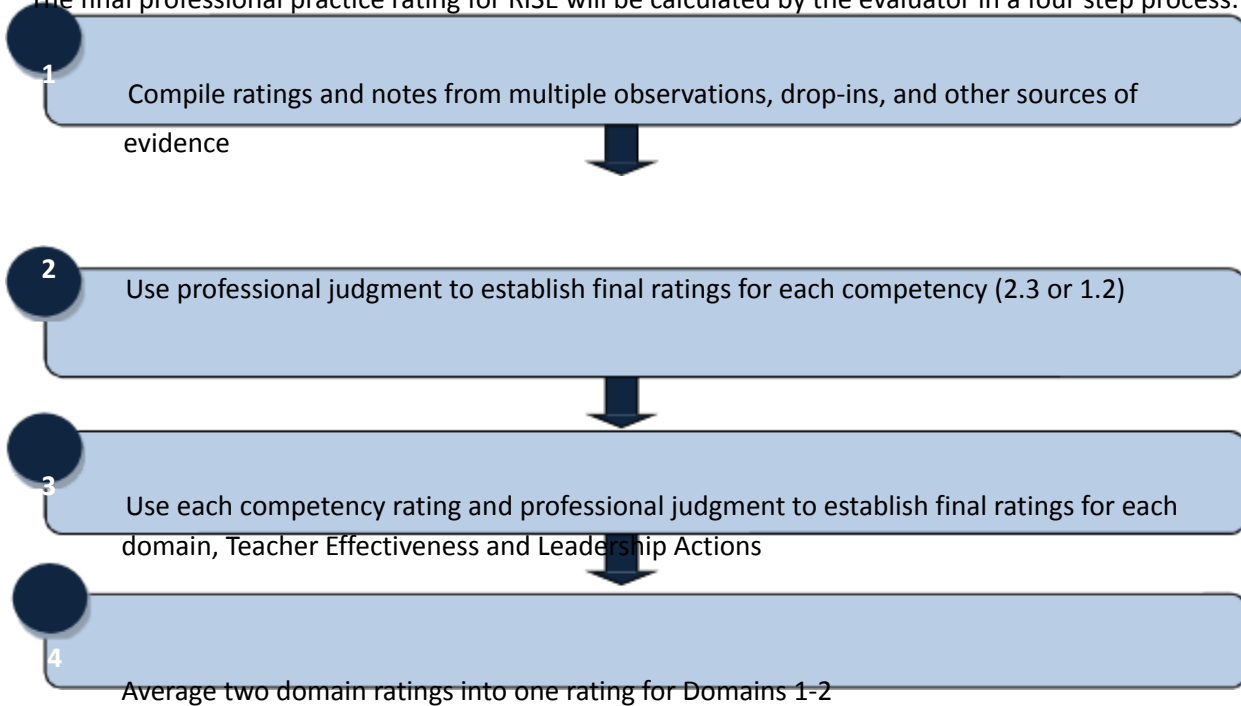 The final professional practice rating for RISE will be calculated by the evaluator in a four step process:
1
Compile ratings and notes from multiple observations, drop-ins, and other sources of
evidence
2
Use professional judgment to establish final ratings for each competency (2.3 or 1.2)
3
Use each competency rating and professional judgment to establish final ratings for each
domain, Teacher Effectiveness and Leadership Actions
4
Average two domain ratings into one rating for Domains 1-2